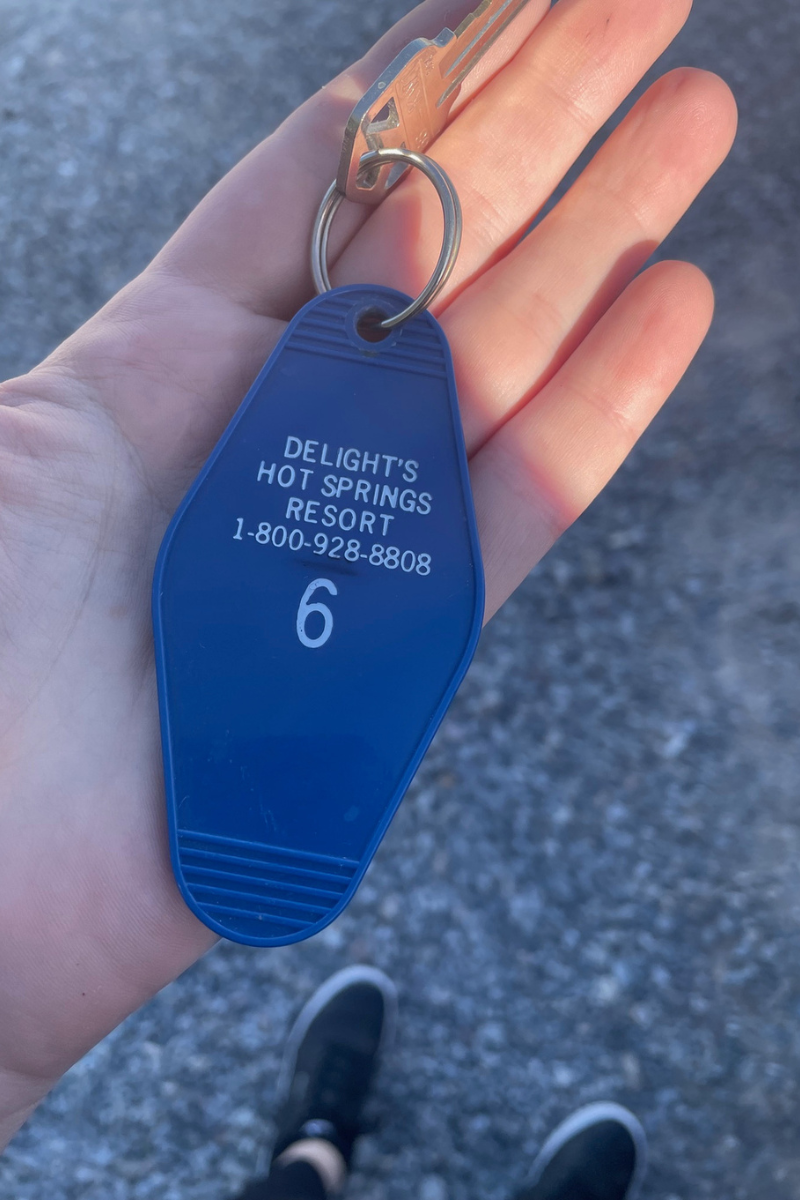 DELIGHT'S
HOT SPRINGS
RESORT
1-800-928-8808
6